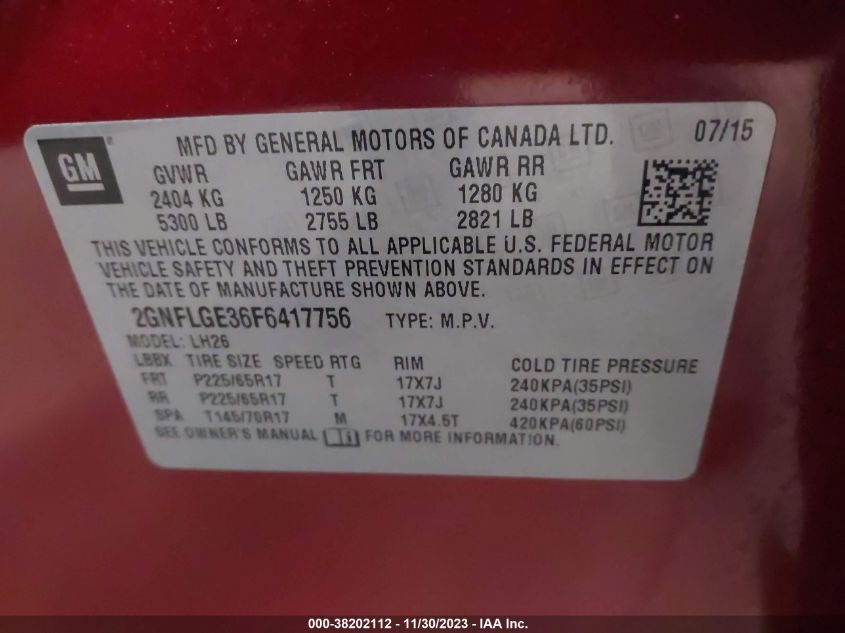 GM
MFD BY GENERAL MOTORS OF CANADA LTD. 07/15
GVWR GAWR FRT GAWR RR
2404 KG 1250 KG 1280 KG
5300 LB 2755 LB 2821 LB
THIS VEHICLE CONFORMS TO ALL APPLICABLE U.S. FEDERAL MOTOR
VEHICLE SAFETY AND THEFT PREVENTION STANDARDS IN EFFECT ON
THE DATE OF MANUFACTURE SHOWN ABOVE.
2GNFLGE36F6417756 TYPE: M.P.V.
MODEL: LH26
LBBX TIRE SIZE SPEED RTG RIM COLD TIRE PRESSURE
FRT P225/65R17 T 17X7J 240KPA(35PSI)
RR P225/65R17 T 17X7J 240KPA(35PSI)
SPA T145/70R17 M 17X4.5T 420KPA(60PSI)
SEE OWNER'S MANUAL FOR MORE INFORMATION.
000-38202112 - 11/30/2023 - IAA Inc.